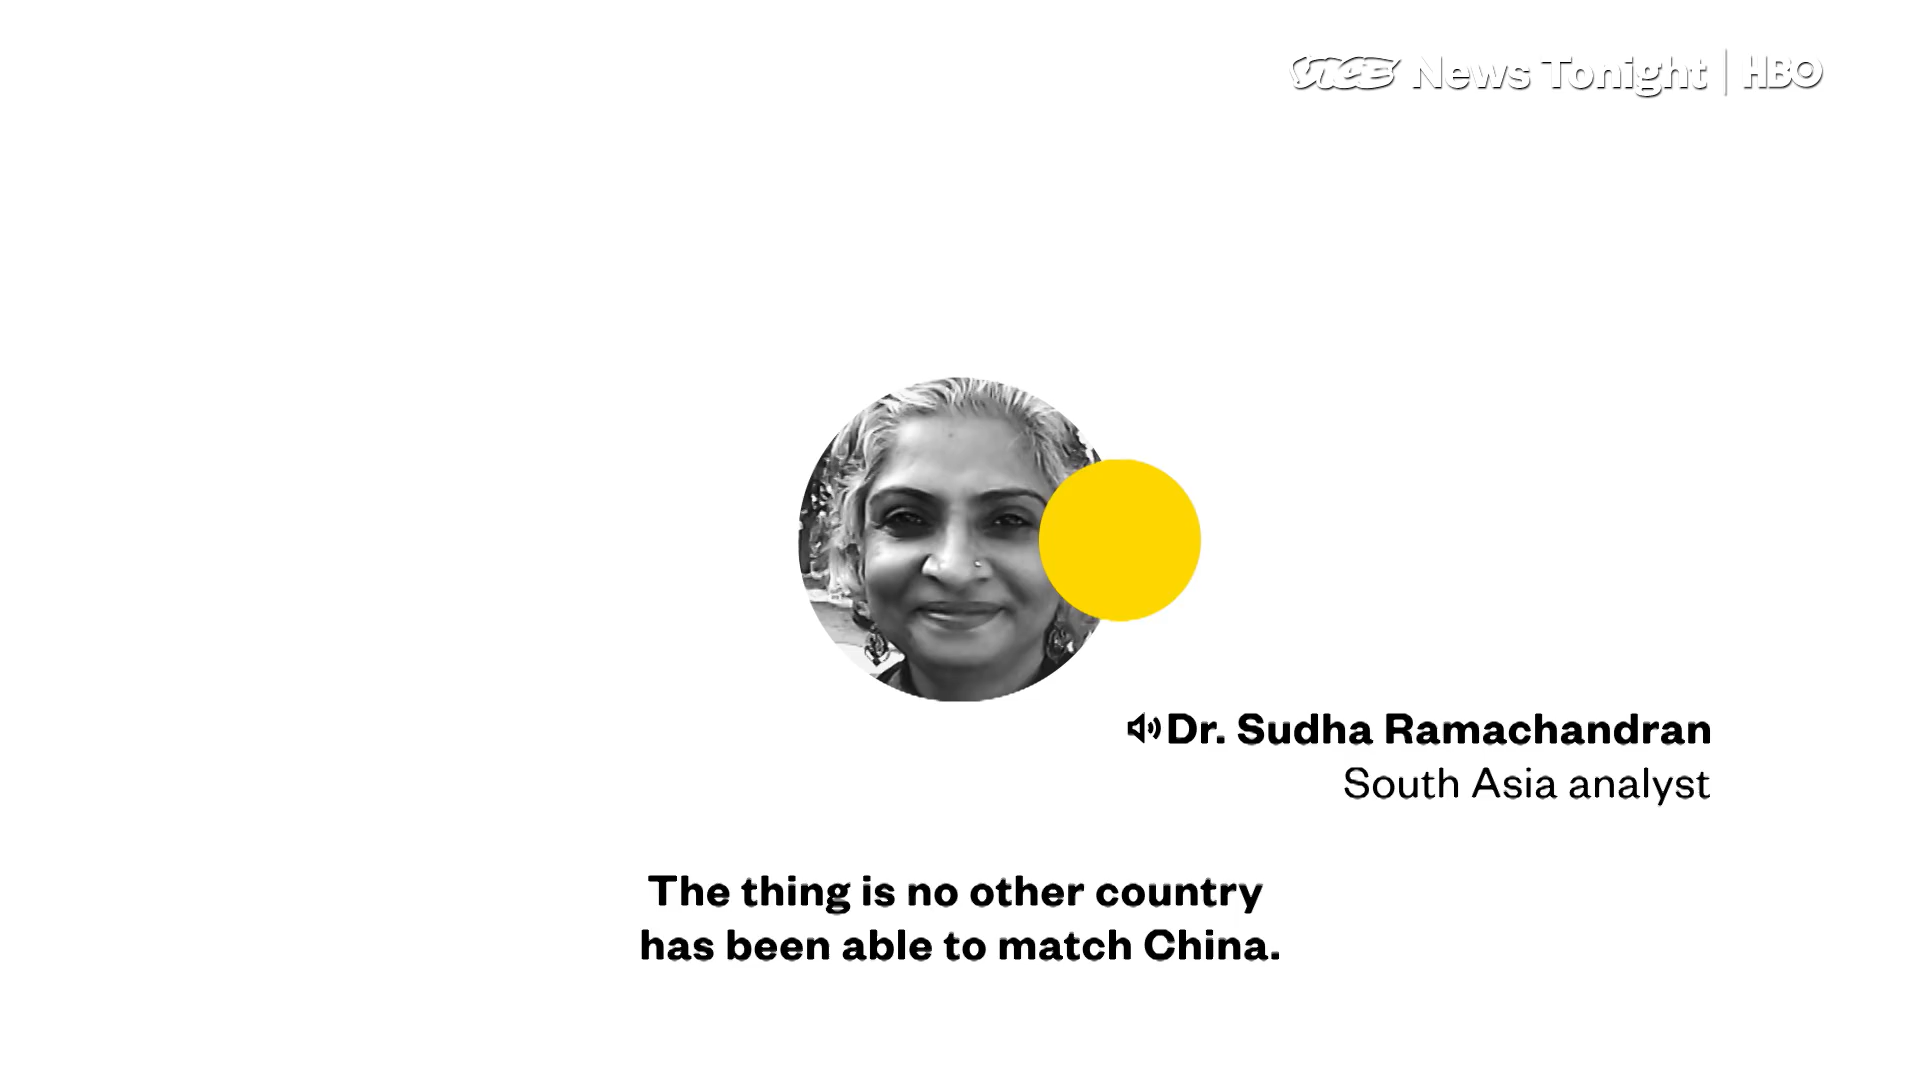 VICE News Tonight | HBO
Dr. Sudha Ramachandran
South Asia analyst
The thing is no other country
has been able to match China.